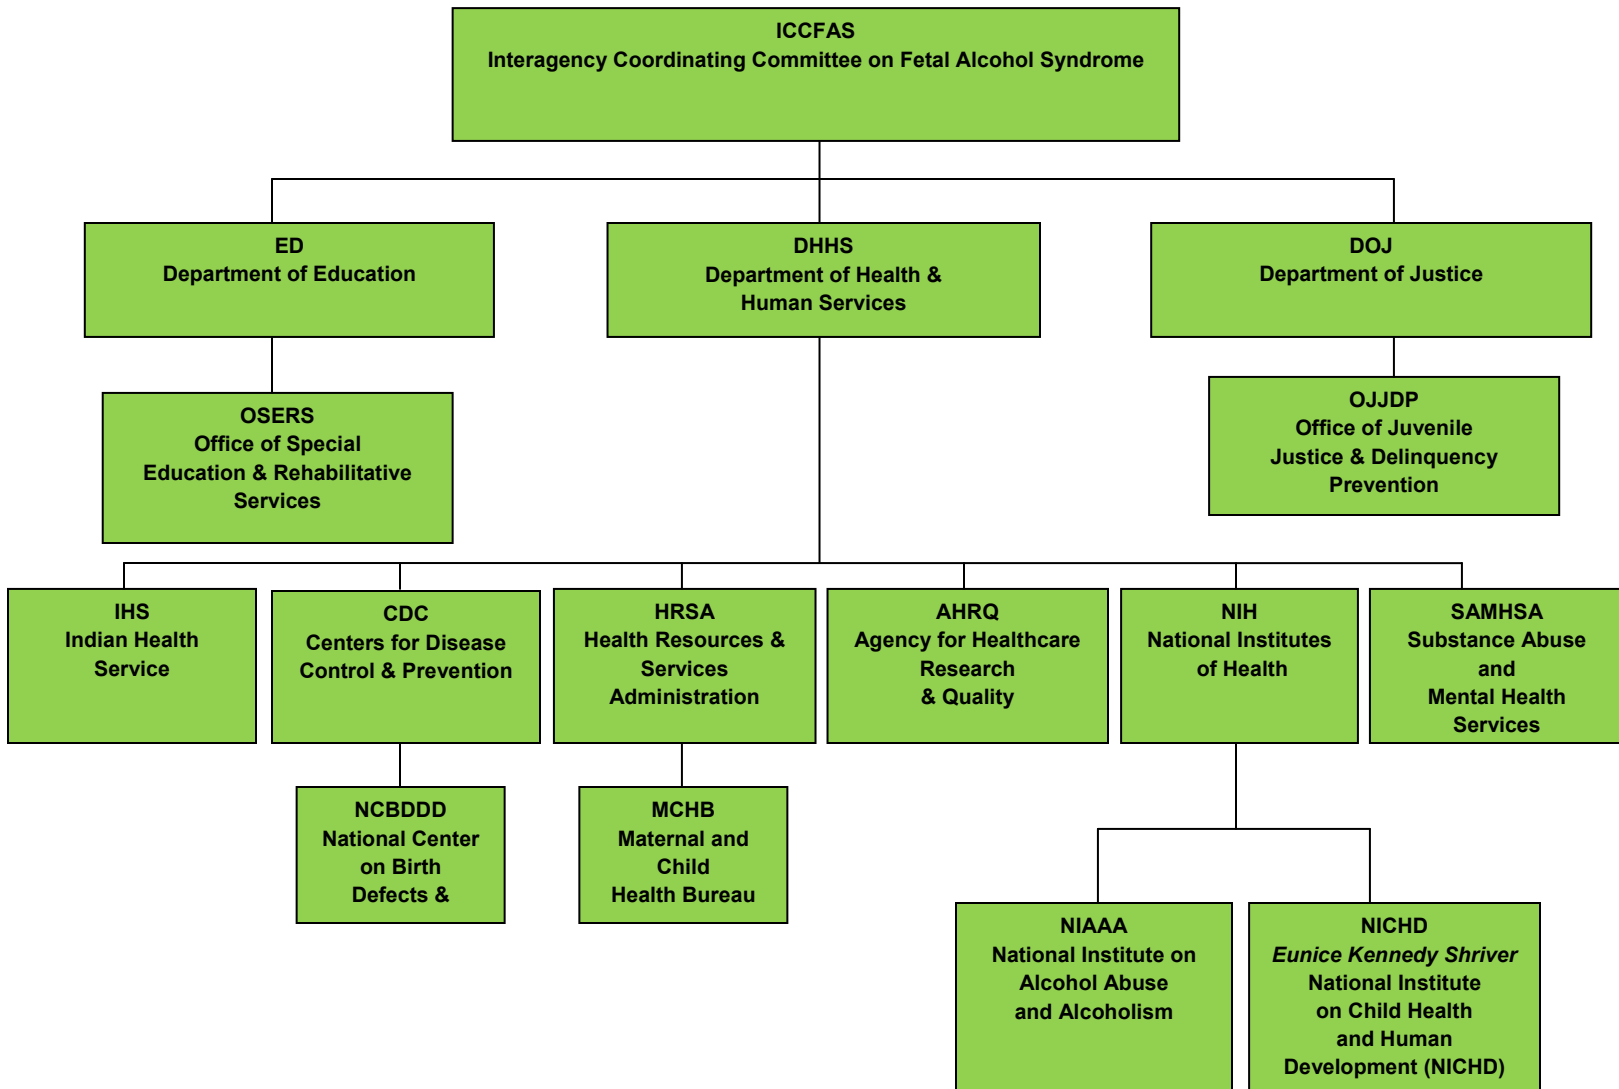 ICCFAS
Interagency Coordinating Committee on Fetal Alcohol Syndrome
ED
Department of Education
DHHS
Department of Health &
Human Services
DOJ
Department of Justice
OSERS
Office of Special
Education & Rehabilitative
Services
OJJDP
Office of Juvenile
Justice & Delinquency
Prevention
IHS
Indian Health
Service
CDC
Centers for Disease
Control & Prevention
HRSA
Health Resources &
Services
Administration
AHRQ
Agency for Healthcare
Research
& Quality
NIH
National Institutes
of Health
SAMHSA
Substance Abuse
and
Mental Health
Services
NCBDDD
National Center
on Birth
Defects &
MCHB
Maternal and
Child
Health Bureau
NIAAA
National Institute on
Alcohol Abuse
and Alcoholism
NICHD
Eunice Kennedy Shriver
National Institute
on Child Health
and Human
Development (NICHD)